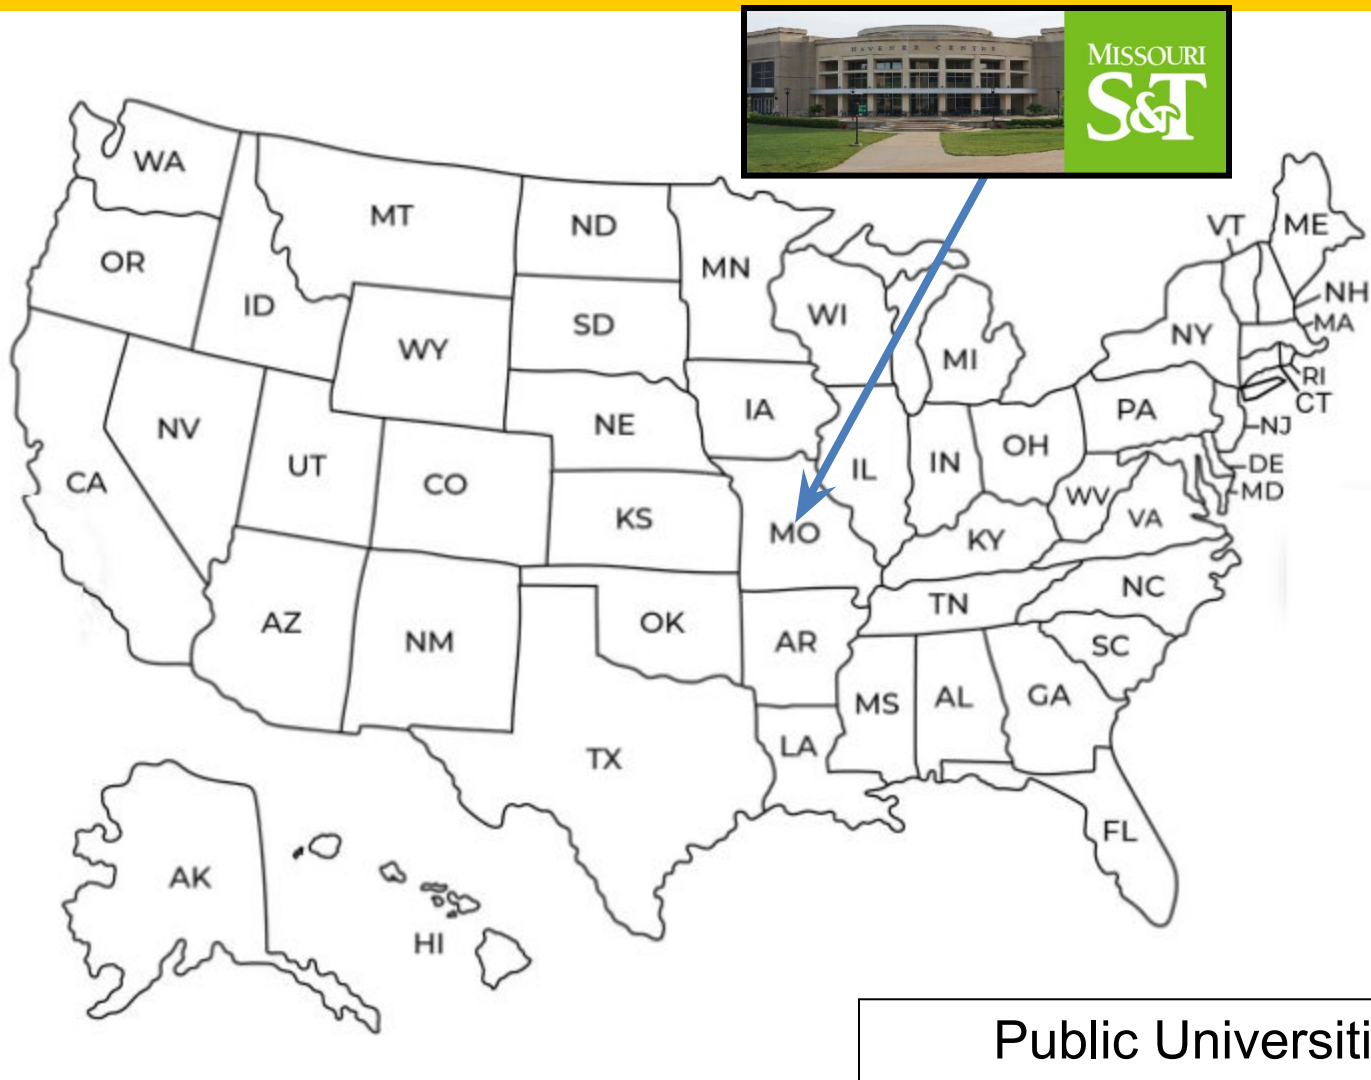 HAVENER CENTER
MISSOURI
S&T
WA
MT
ND
MN
VT
ME
OR
ID
SD
WI
NH
MA
WY
MI
NY
RI
CT
NV
UT
CO
NE
IA
IL
IN
OH
PA
NJ
DE
MD
CA
KS
MO
KY
WV
VA
AZ
NM
OK
AR
TN
NC
SC
TX
LA
MS
AL
GA
FL
AK
HI
Public Universiti